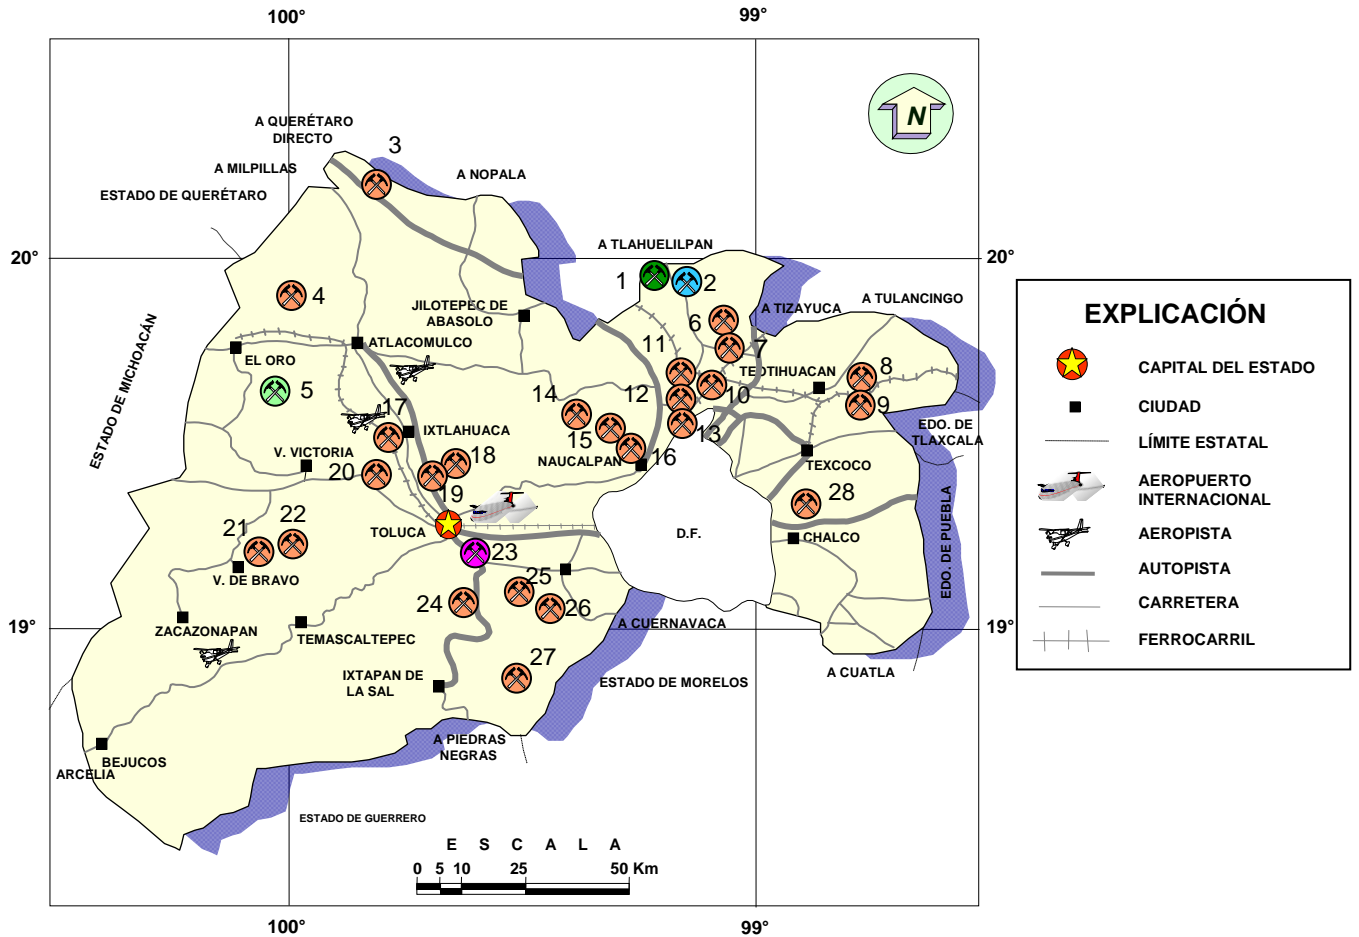 100°
99°
N
A QUERÉTARO
DIRECTO
3
A MILPILLAS
A NOPALA
ESTADO DE QUERÉTARO
A TLAHUELILPAN
20°
20°
1
2
4
JILOTEPEC DE
ABASOLO
6
A TIZAYUCA
A TULANCINGO
ESTADO DE MICHOACÁN
ATLACOMULCO
EL ORO
11
7
TEOTIHUACAN
8
5
17
14
12
10
9
IXTLAHUACA
15
13
EDO. DE
TLAXCALA
V. VICTORIA
18
NAUCALPAN
16
TEXCOCO
20
19
28
21
22
TOLUCA
D.F.
CHALCO
23
EDO. DE PUEBLA
V. DE BRAVO
25
24
26
19°
19°
ZACAZONAPAN
TEMASCALTEPEC
A CUERNAVACA
27
IXTAPAN DE
LA SAL
ESTADO DE MORELOS
A CUATLA
A PIEDRAS
NEGRAS
BEJUCOS
ARCELIA
ESTADO DE GUERRERO
E S C A L A
0 5 10 25 50 Km
100°
99°
EXPLICACIÓN
CAPITAL DEL ESTADO
CIUDAD
LÍMITE ESTATAL
AEROPUERTO
INTERNACIONAL
AEROPISTA
AUTOPISTA
CARRETERA
FERROCARRIL